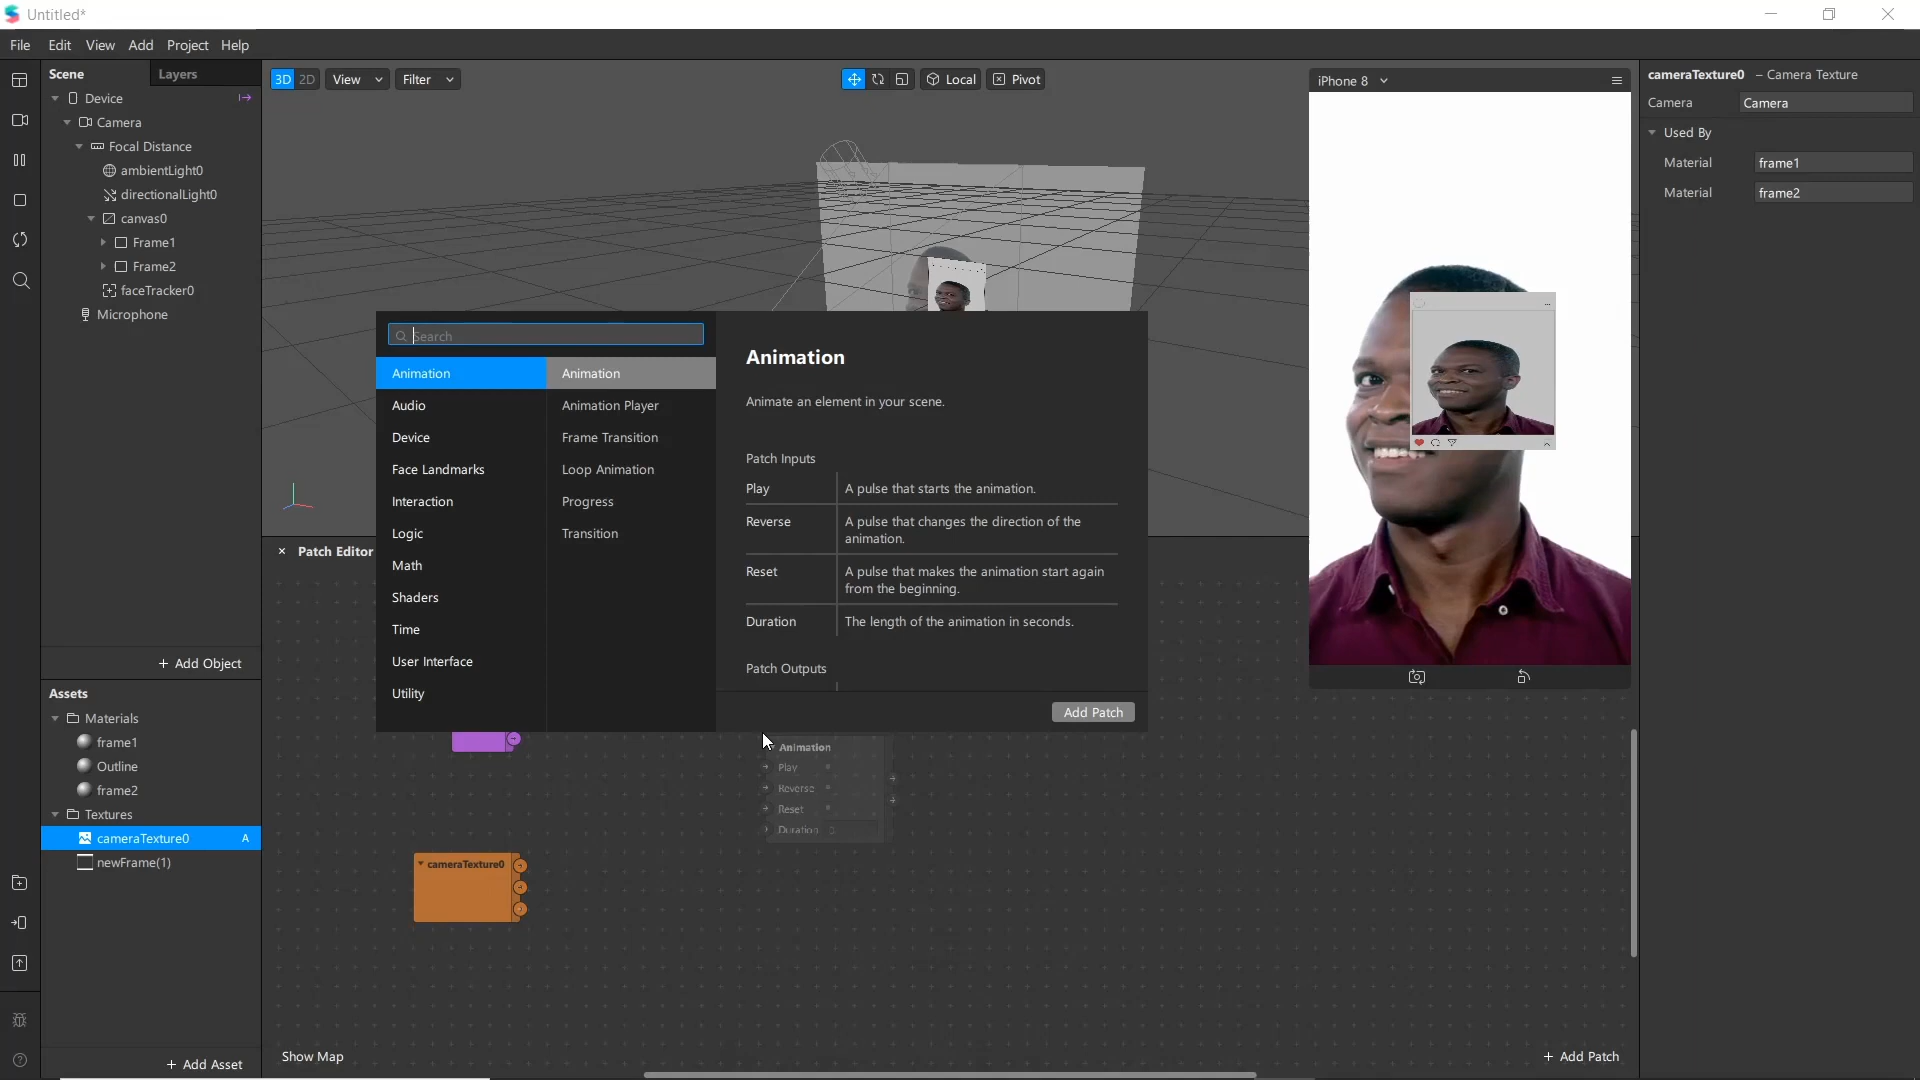 Untitled*
File Edit View Add Project Help
Scene Layers
Device
Camera
Focal Distance
ambientLight0
directionalLight0
canvas0
Frame1
Frame2
faceTracker0
Microphone
+ Add Object
Assets
Materials
frame1
Outline
frame2
Textures
cameraTexture0 A
newFrame(1)
+ Add Asset
3D 2D View Filter
Local Pivot
Search
Animation
Audio
Device
Face Landmarks
Interaction
Logic
Math
Shaders
Time
User Interface
Utility
Animation
Animation Player
Frame Transition
Loop Animation
Progress
Transition
Animation
Animate an element in your scene.
Patch Inputs
Play A pulse that starts the animation.
Reverse A pulse that changes the direction of the
animation.
Reset A pulse that makes the animation start again
from the beginning.
Duration The length of the animation in seconds.
Patch Outputs
Add Patch
× Patch Editor
Animation
Play
Reverse
Reset
Duration
cameraTexture0
Show Map
+ Add Patch
iPhone 8
cameraTexture0 – Camera Texture
Camera Camera
Used By
Material frame1
Material frame2